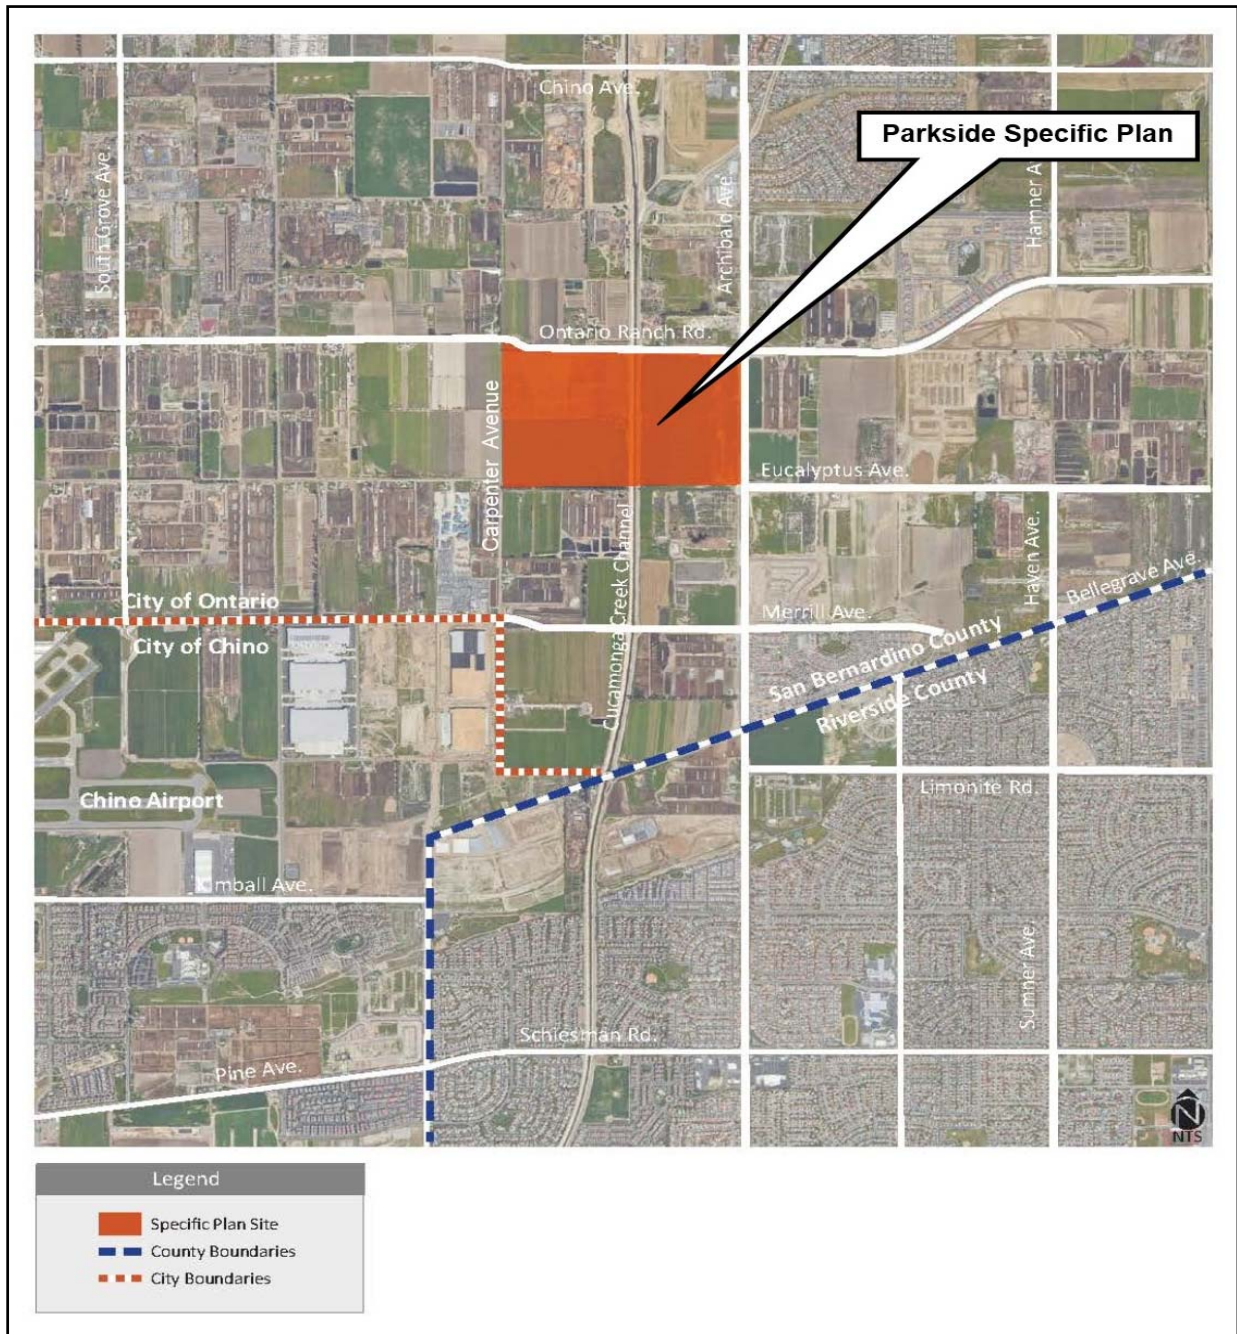 Chino Ave.
Parkside Specific Plan
South Grove Ave.
Archibald Ave.
Hamner A
Ontario Ranch Rd.
Carpenter Avenue
Eucalyptus Ave.
Cucamonga Creek Channel
Haven Ave.
Bellegrave Ave.
City of Ontario
Merrill Ave.
City of Chino
San Bernardino County
Riverside County
Chino Airport
Limonite Rd.
Kimball Ave.
Sumner Ave.
Schiesman Rd.
Pine Ave.
N
NTS
Legend
Specific Plan Site
County Boundaries
City Boundaries